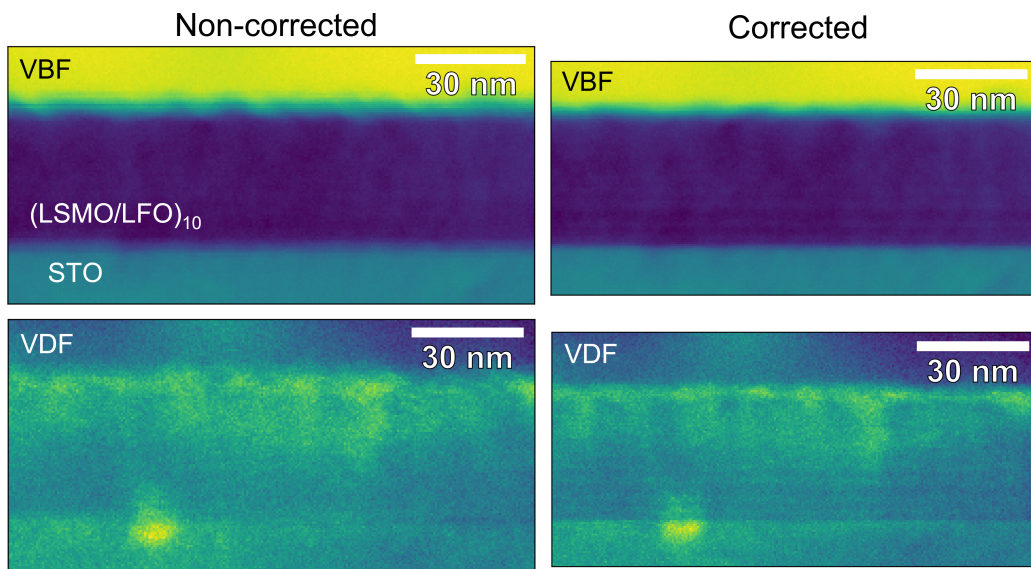 Non-corrected
Corrected
VBF
30 nm
VBF
30 nm
(LSMO/LFO)10
STO
VDF
30 nm
VDF
30 nm